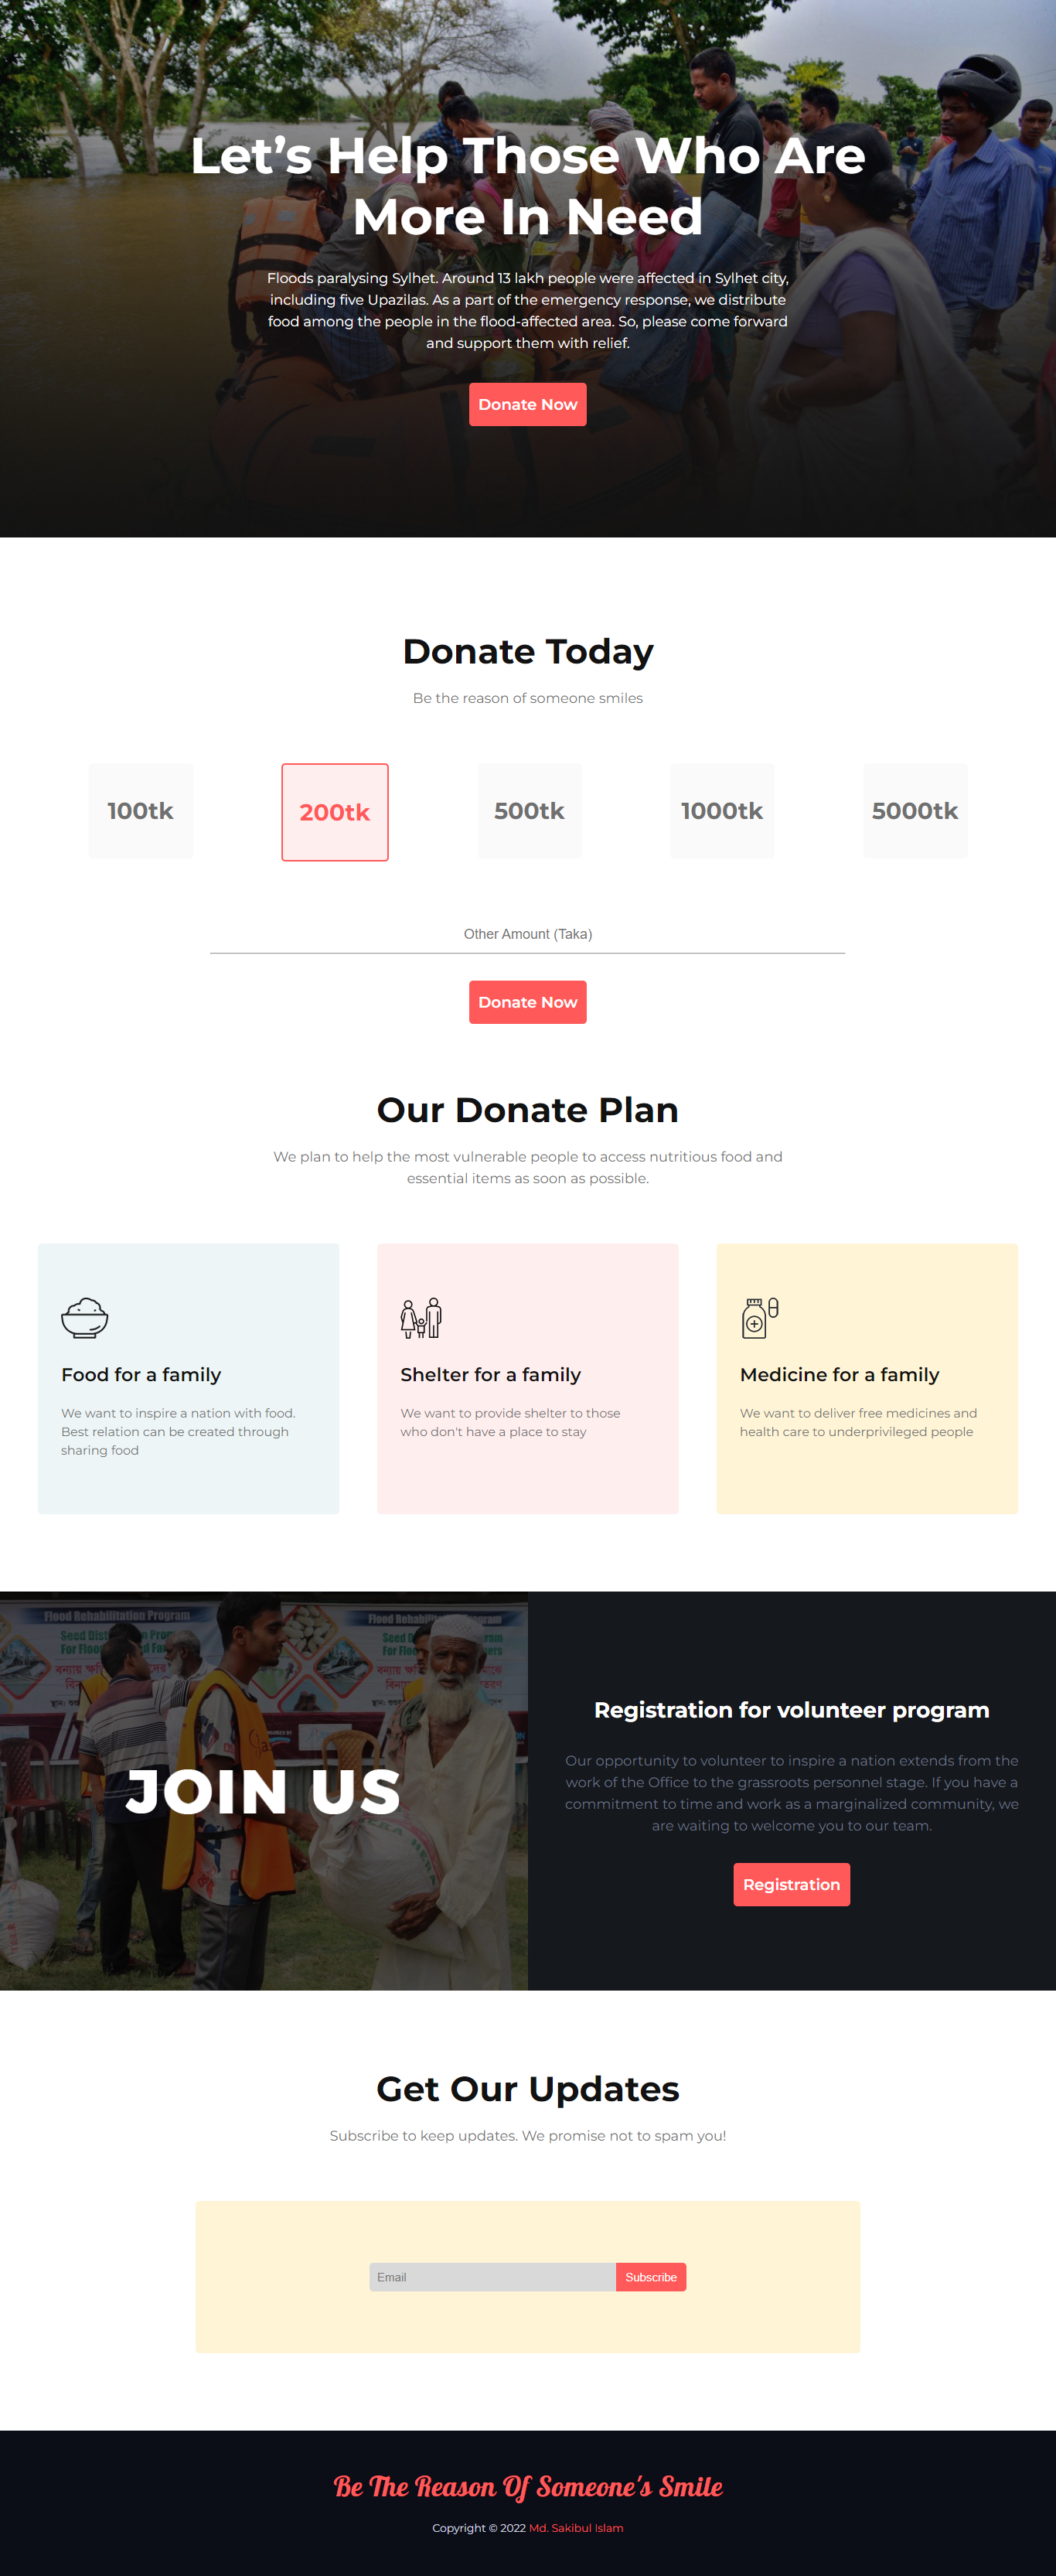 Let’s Help Those Who Are
More In Need
Floods paralysing Sylhet. Around 13 lakh people were affected in Sylhet city,
including five Upazilas. As a part of the emergency response, we distribute
food among the people in the flood-affected area. So, please come forward
and support them with relief.
Donate Now
Donate Today
Be the reason of someone smiles
100tk
200tk
500tk
1000tk
5000tk
Other Amount (Taka)
Donate Now
Our Donate Plan
We plan to help the most vulnerable people to access nutritious food and
essential items as soon as possible.
Food for a family
We want to inspire a nation with food.
Best relation can be created through
sharing food
Shelter for a family
We want to provide shelter to those
who don't have a place to stay
Medicine for a family
We want to deliver free medicines and
health care to underprivileged people
Flood Rehabilitation Program
Seed
For
Flood
Seed
For
বন্যায়
বন্যায়
JOIN US
Registration for volunteer program
Our opportunity to volunteer to inspire a nation extends from the
work of the Office to the grassroots personnel stage. If you have a
commitment to time and work as a marginalized community, we
are waiting to welcome you to our team.
Registration
Get Our Updates
Subscribe to keep updates. We promise not to spam you!
Email
Subscribe
Be The Reason Of Someone's Smile
Copyright © 2022 Md. Sakibul Islam